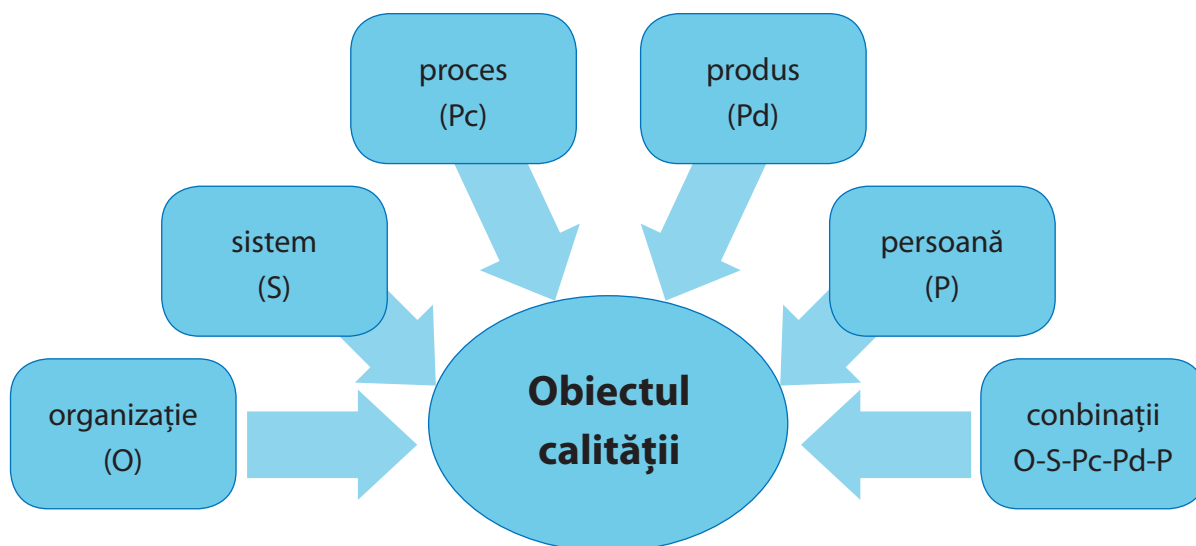 proces
(Pc)
produs
(Pd)
sistem
(S)
persoană
(P)
organizație
(O)
Obiectul
calității
conbinații
O-S-Pc-Pd-P